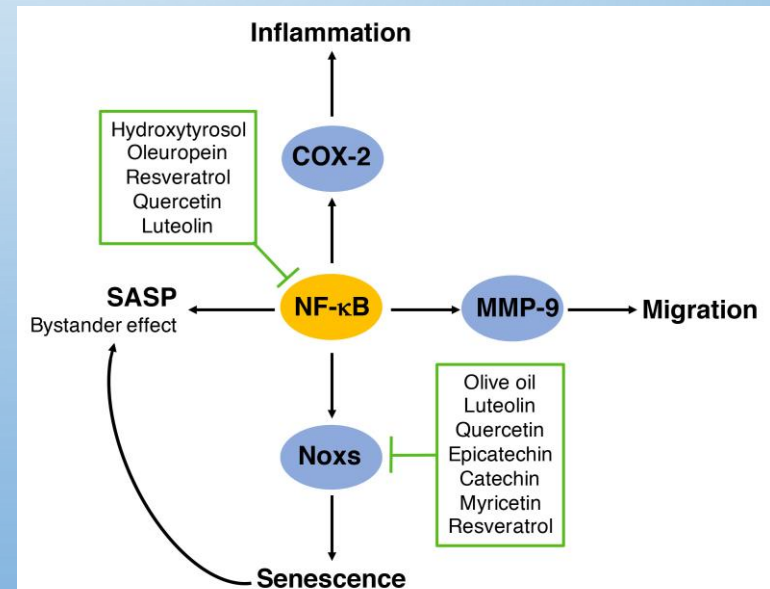 Inflammation
Hydroxytyrosol
Oleuropein
Resveratrol
Quercetin
Luteolin
COX-2
SASP
Bystander effect
NF-κB
MMP-9
Migration
Noxs
Olive oil
Luteolin
Quercetin
Epicatechin
Catechin
Myricetin
Resveratrol
Senescence